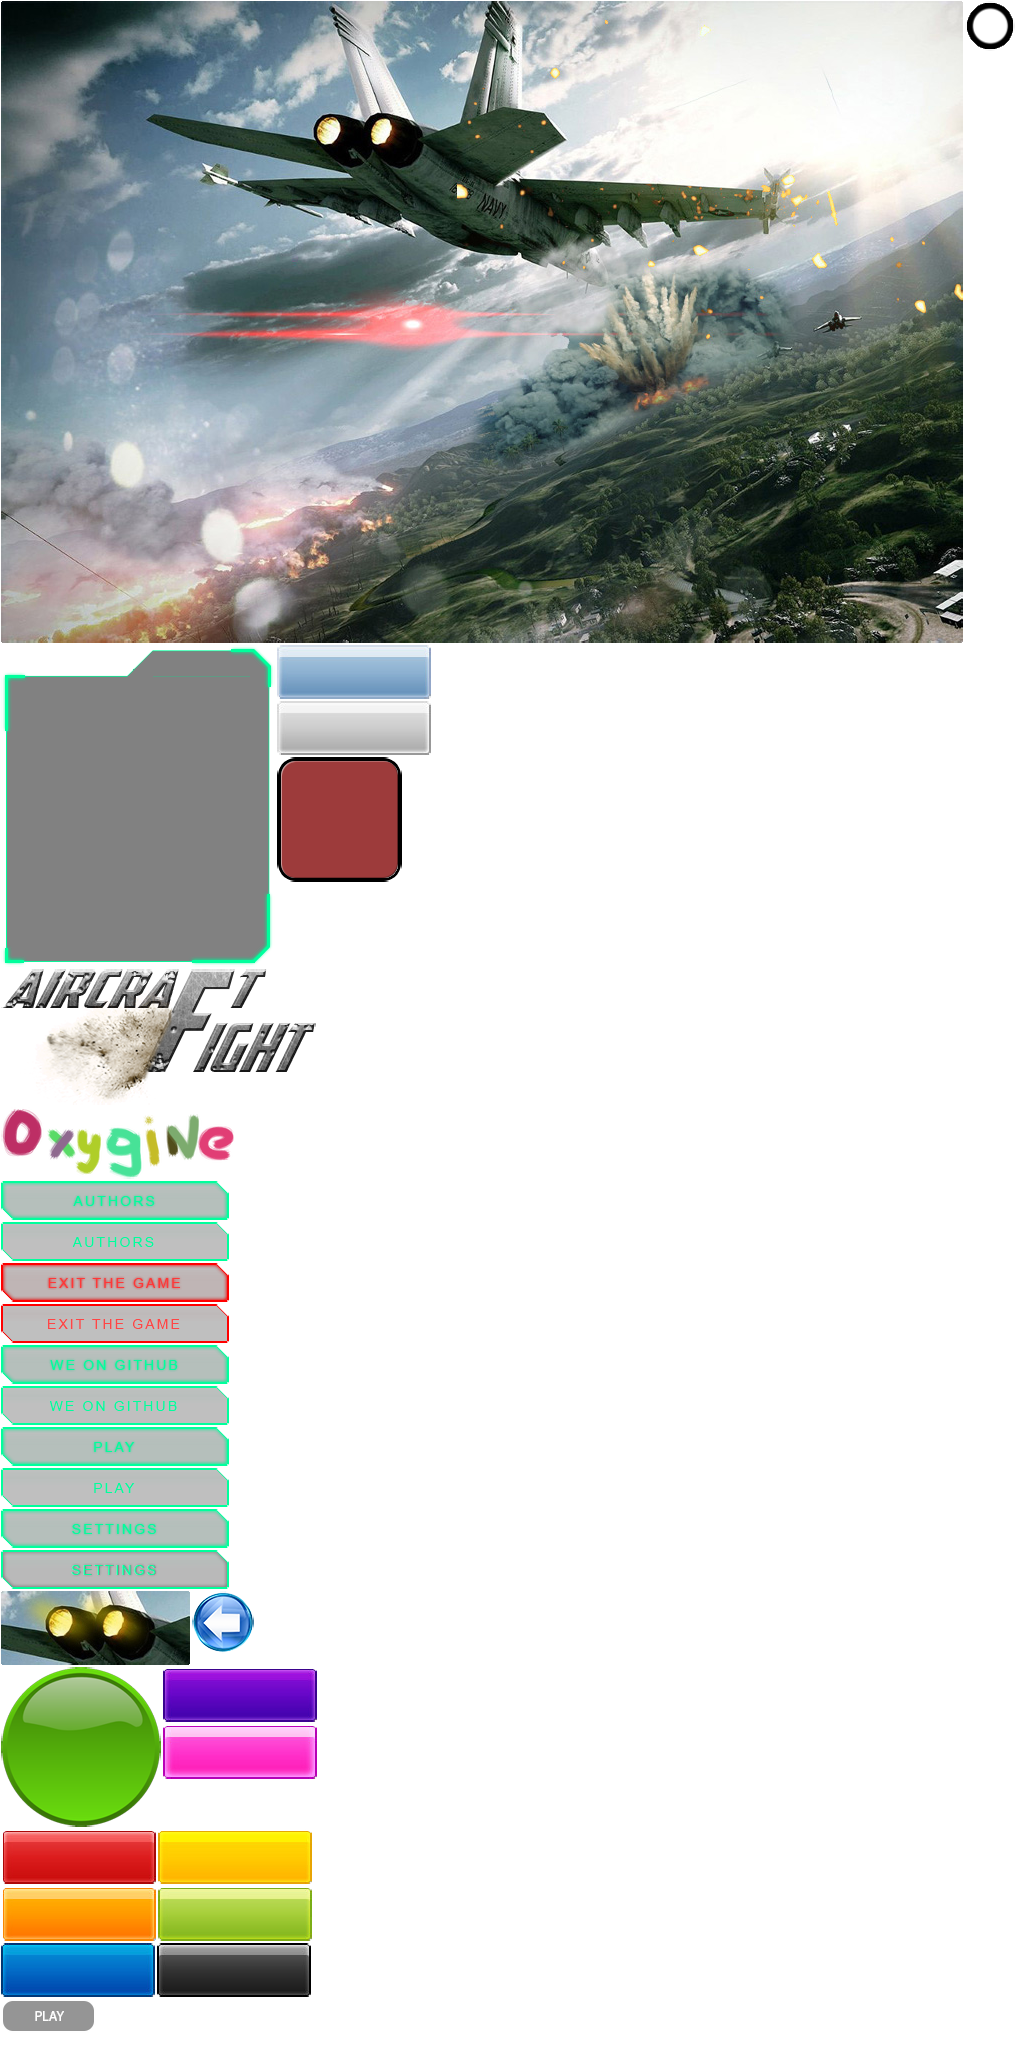 NAVY
AIRCRAFT
FIGHT
Oxygine
AUTHORS
AUTHORS
EXIT THE GAME
EXIT THE GAME
WE ON GITHUB
WE ON GITHUB
PLAY
PLAY
SETTINGS
SETTINGS
PLAY